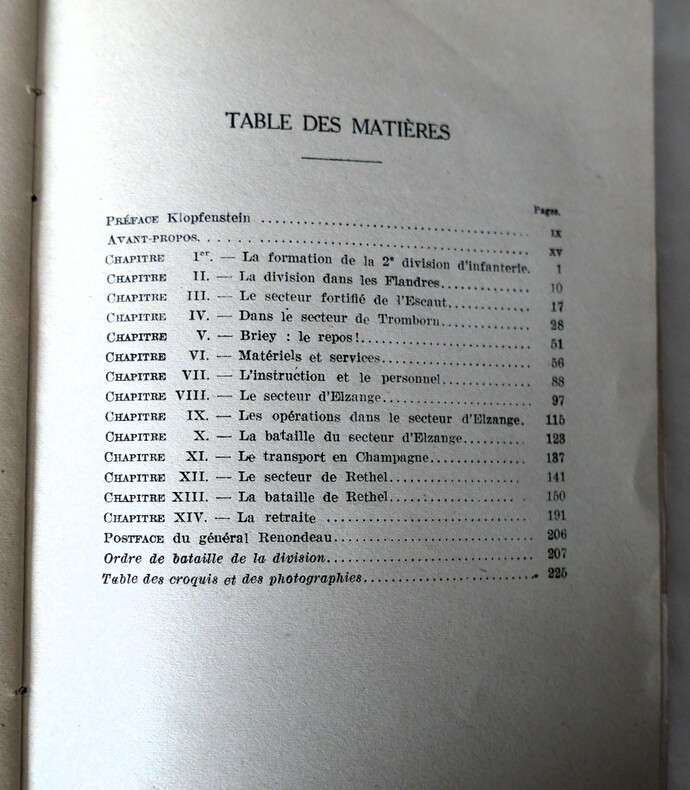 TABLE DES MATIÈRES
Pages.
PRÉFACE Klopfenstein .......... IX
AVANT-PROPOS. .......... XV
CHAPITRE Ier. — La formation de la 2e division d'infanterie. 1
CHAPITRE II. — La division dans les Flandres.......... 10
CHAPITRE III. — Le secteur fortifié de l'Escaut.......... 17
CHAPITRE IV. — Dans le secteur de Tromborn.......... 28
CHAPITRE V. — Briey : le repos!.......... 51
CHAPITRE VI. — Matériels et services.......... 56
CHAPITRE VII. — L'instruction et le personnel.......... 88
CHAPITRE VIII. — Le secteur d'Elzange.......... 97
CHAPITRE IX. — Les opérations dans le secteur d'Elzange. 115
CHAPITRE X. — La bataille du secteur d'Elzange.......... 123
CHAPITRE XI. — Le transport en Champagne.......... 137
CHAPITRE XII. — Le secteur de Rethel.......... 141
CHAPITRE XIII. — La bataille de Rethel.......... 150
CHAPITRE XIV. — La retraite .......... 191
POSTFACE du général Renondeau.......... 206
Ordre de bataille de la division.......... 207
Table des croquis et des photographies.......... 225